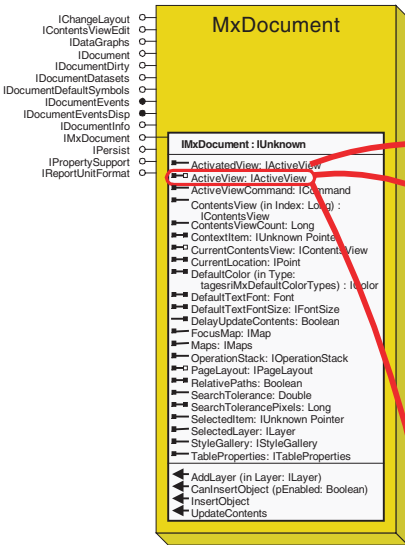 MxDocument
IChangeLayout
IContentsViewEdit
IDataGraphs
IDocument
IDocumentDirty
IDocumentDatasets
IDocumentDefaultSymbols
IDocumentEvents
IDocumentEventsDisp
IDocumentInfo
IMxDocument
IPersist
IPropertySupport
IReportUnitFormat
IMxDocument : IUnknown
ActivatedView: IActiveView
ActiveView: IActiveView
ActiveViewCommand: ICommand
ContentsView (in Index: Long) :
IContentsView
ContentsViewCount: Long
ContextItem: IUnknown Pointer
CurrentContentsView: IContentsView
CurrentLocation: IPoint
DefaultColor (in Type:
tagesriMxDefaultColorTypes) : IColor
DefaultTextFont: Font
DefaultTextFontSize: IFontSize
DelayUpdateContents: Boolean
FocusMap: IMap
Maps: IMaps
OperationStack: IOperationStack
PageLayout: IPageLayout
RelativePaths: Boolean
SearchTolerance: Double
SearchTolerancePixels: Long
SelectedItem: IUnknown Pointer
SelectedLayer: ILayer
StyleGallery: IStyleGallery
TableProperties: ITableProperties
AddLayer (in Layer: ILayer)
CanInsertObject (pEnabled: Boolean)
InsertObject
UpdateContents